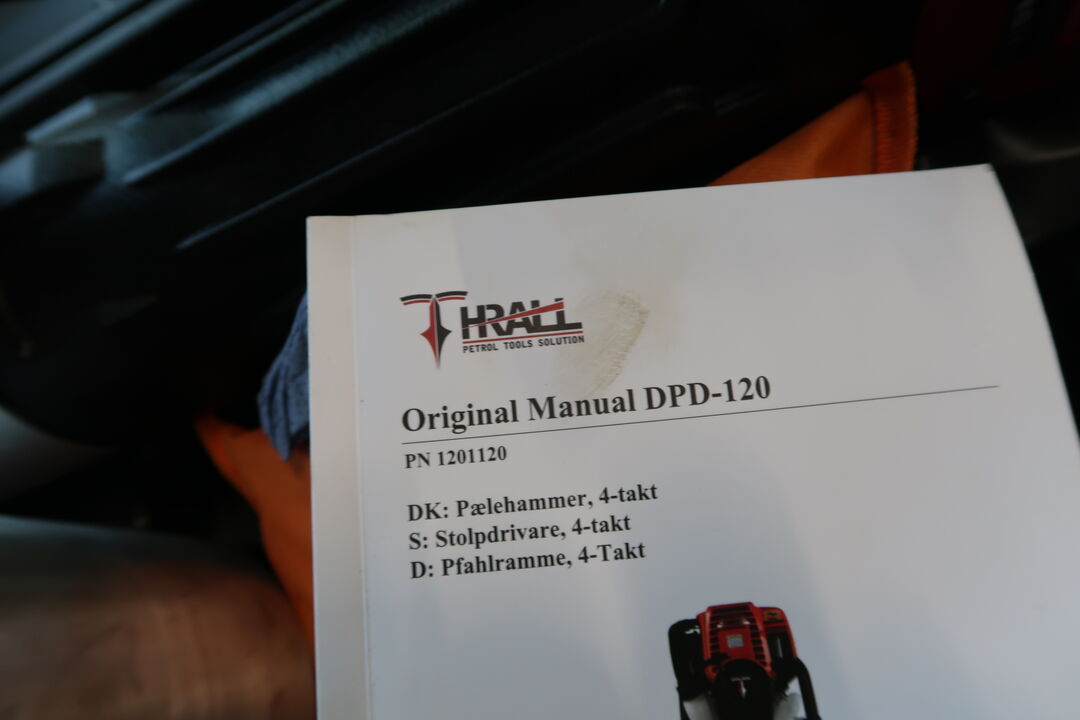 THRALL
PETROL TOOLS SOLUTION
Original Manual DPD-120
PN 1201120
DK: Pælehammer, 4-takt
S: Stolpdrivare, 4-takt
D: Pfahlramme, 4-Takt